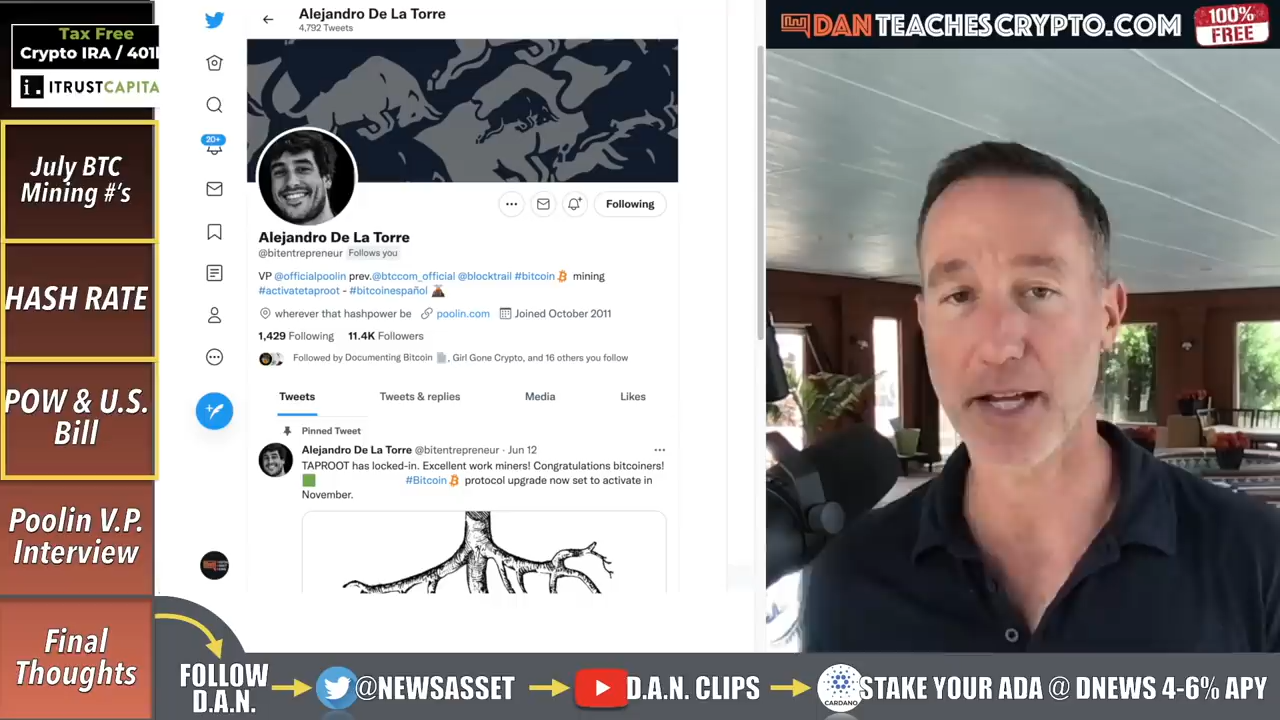 Tax Free
Crypto IRA / 401
ITRUSTCAPITA
July BTC
Mining #'s
HASH RATE
POW & U.S.
Bill
Poolin V.P.
Interview
Final
Thoughts
Alejandro De La Torre
4,792 Tweets
20+
Following
Alejandro De La Torre
@bitentrepreneur Follows you
VP @officialpoolin prev.@btccom_official @blocktrail #bitcoin mining
#activatetaproot - #bitcoinespañol
wherever that hashpower be poolin.com Joined October 2011
1,429 Following 11.4K Followers
Followed by Documenting Bitcoin, Girl Gone Crypto, and 16 others you follow
Tweets Tweets & replies Media Likes
Pinned Tweet
Alejandro De La Torre @bitentrepreneur · Jun 12
TAPROOT has locked-in. Excellent work miners! Congratulations bitcoiners!
#Bitcoin protocol upgrade now set to activate in
November.
DANTEACHESCRYPTO.COM
100%
FREE
FOLLOW
D.A.N.
@NEWSASSET
D.A.N. CLIPS
CARDANO
STAKE YOUR ADA @ DNEWS 4-6% APY